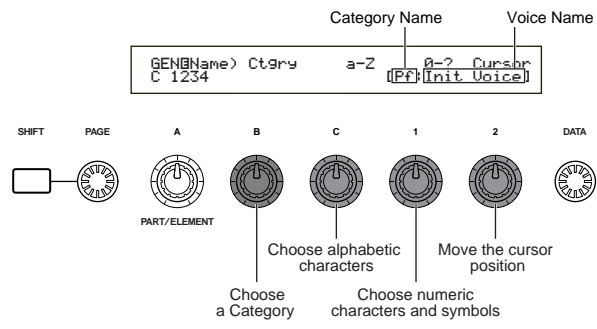 Category Name Voice Name
GEN Name) Ctgry a-Z 0-? Cursor
C 1234 [Pf:Init Voice]
SHIFT PAGE A B C 1 2 DATA
PART/ELEMENT
Choose alphabetic
characters
Move the cursor
position
Choose
a Category
Choose numeric
characters and symbols